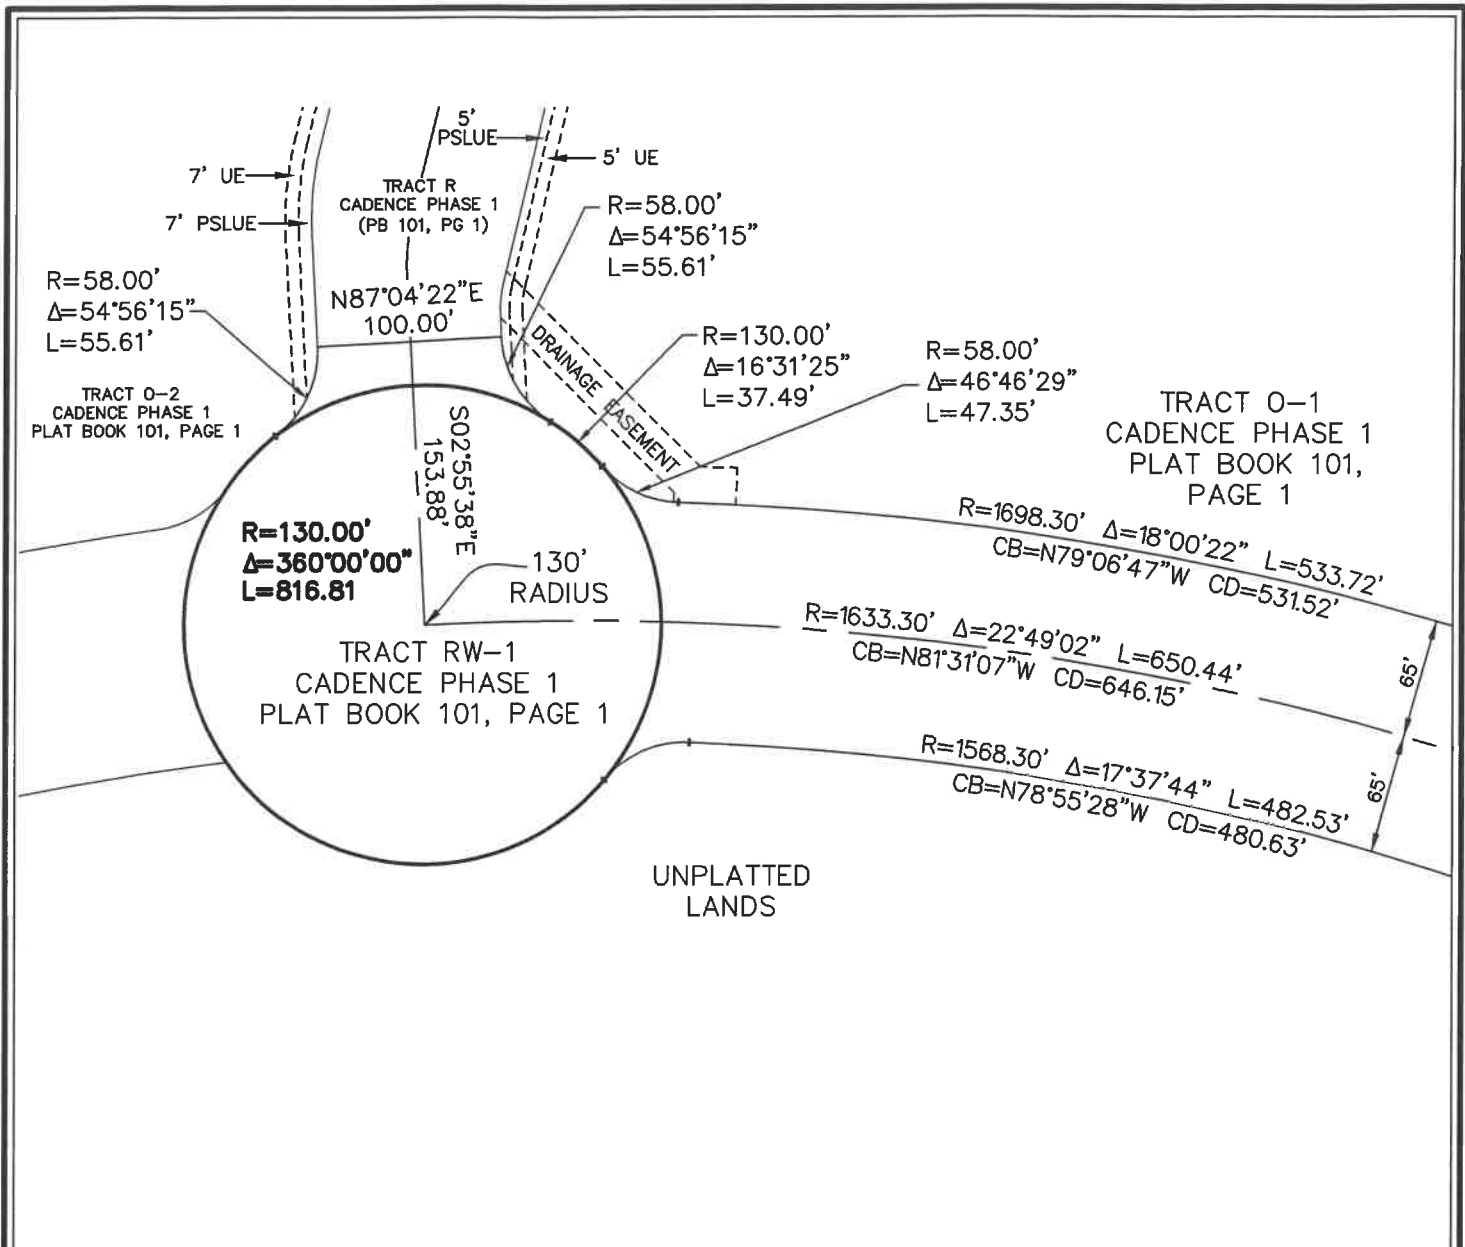 5'
PSLUE
5' UE
7' UE
TRACT R
CADENCE PHASE 1
(PB 101, PG 1)
7' PSLUE
R=58.00'
Δ=54°56'15"
L=55.61'
R=58.00'
Δ=54°56'15"
L=55.61'
N87°04'22"E
100.00'
DRAINAGE EASEMENT
R=130.00'
Δ=16°31'25"
L=37.49'
R=58.00'
Δ=46°46'29"
L=47.35'
TRACT O-2
CADENCE PHASE 1
PLAT BOOK 101, PAGE 1
TRACT O-1
CADENCE PHASE 1
PLAT BOOK 101,
PAGE 1
S02°55'38"E
153.88'
R=130.00'
Δ=360°00'00"
L=816.81
130'
RADIUS
R=1698.30' Δ=18°00'22" L=533.72'
CB=N79°06'47"W CD=531.52'
R=1633.30' Δ=22°49'02" L=650.44'
CB=N81°31'07"W CD=646.15'
65'
TRACT RW-1
CADENCE PHASE 1
PLAT BOOK 101, PAGE 1
R=1568.30' Δ=17°37'44" L=482.53'
CB=N78°55'28"W CD=480.63'
65'
UNPLATTED
LANDS